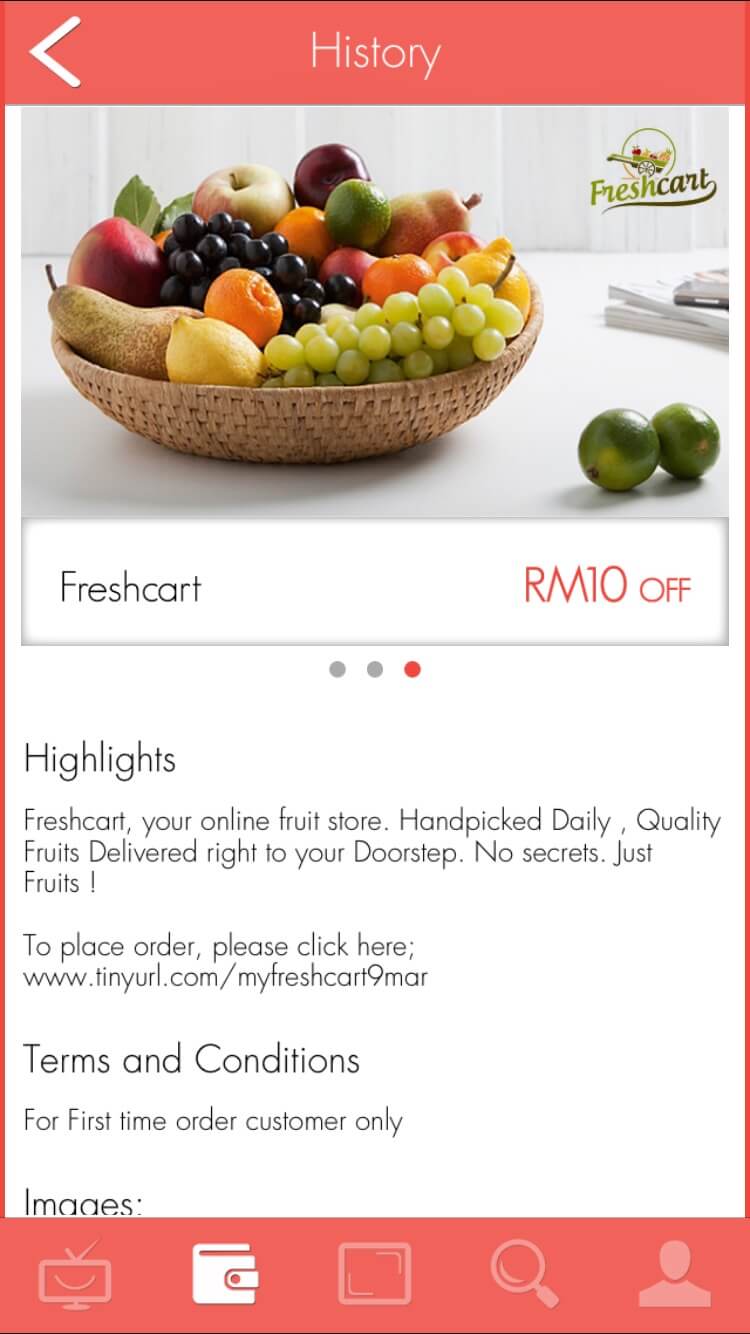 History
Freshcart
Freshcart
RM10 OFF
Highlights
Freshcart, your online fruit store. Handpicked Daily , Quality
Fruits Delivered right to your Doorstep. No secrets. Just
Fruits !
To place order, please click here;
www.tinyurl.com/myfreshcart9mar
Terms and Conditions
For First time order customer only
Images: